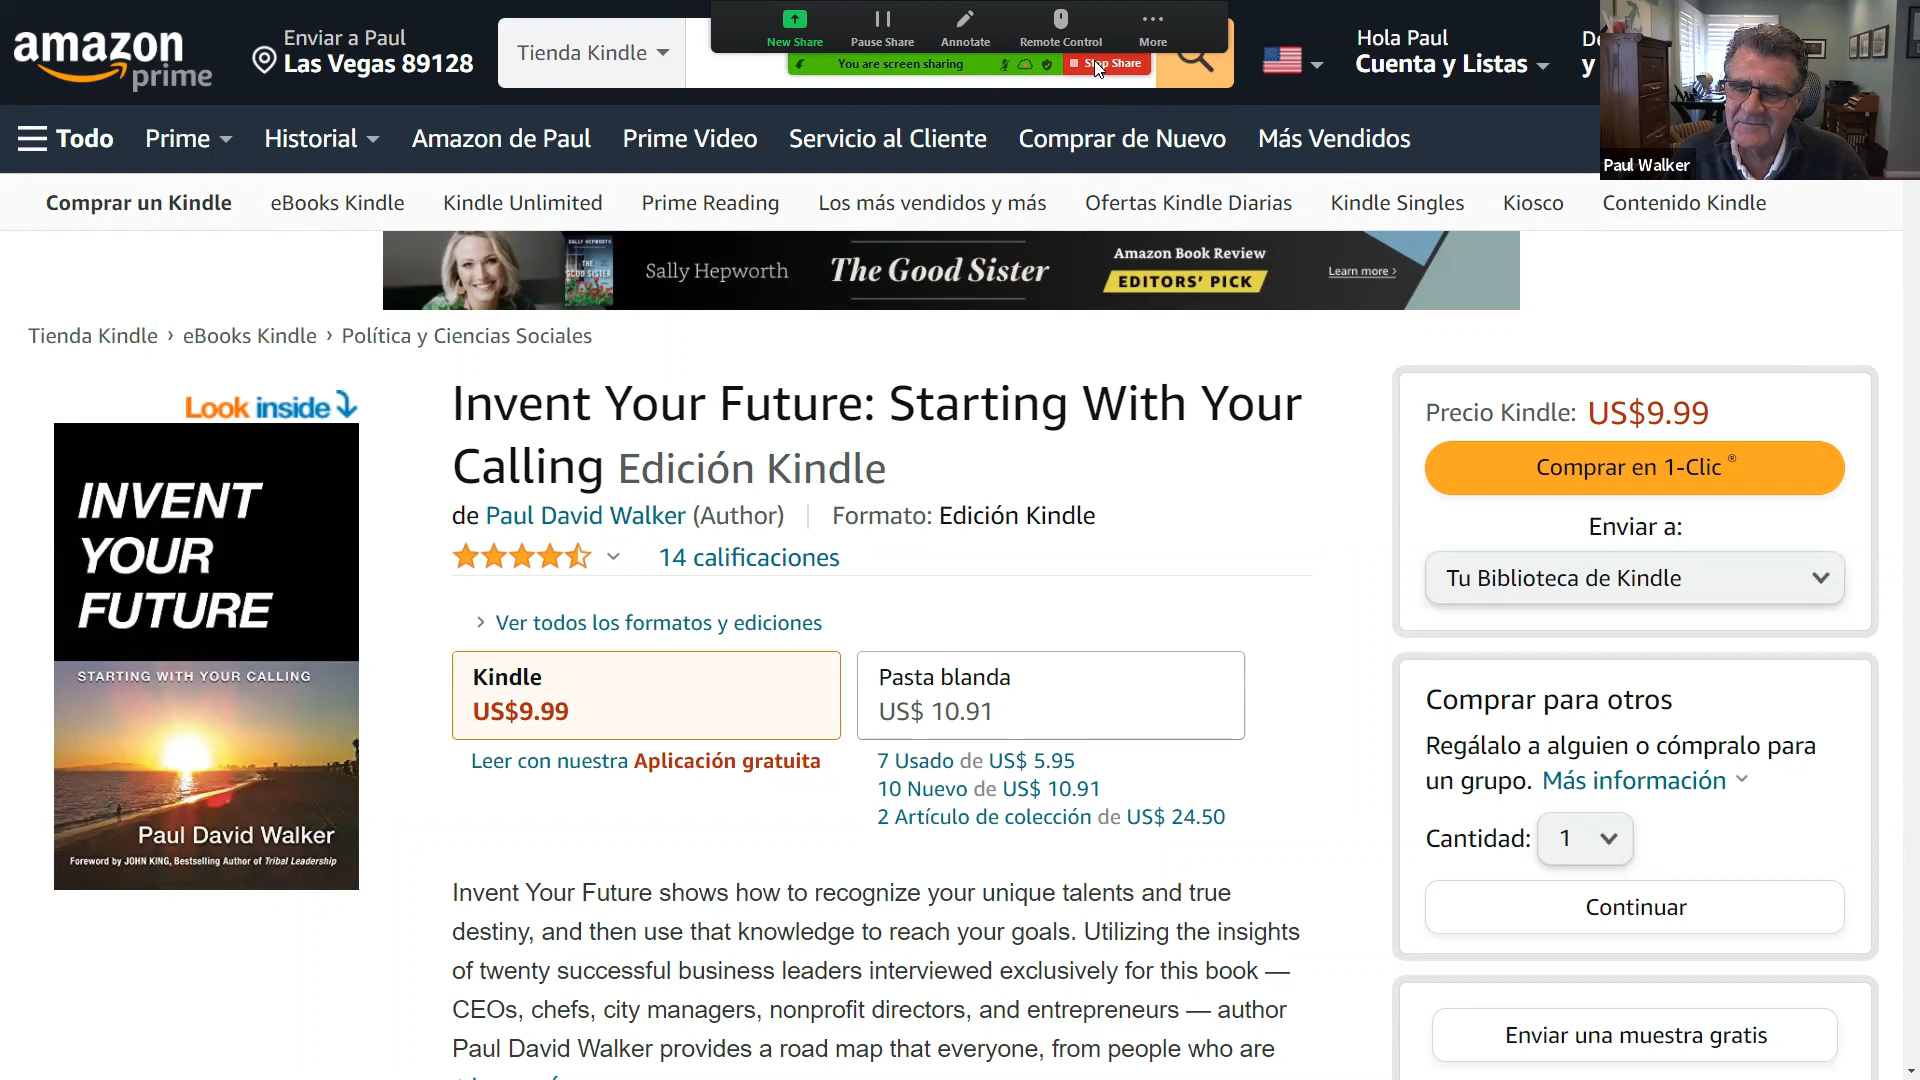 amazon prime
Enviar a Paul
Las Vegas 89128
Tienda Kindle
New Share Pause Share Annotate Remote Control More
You are screen sharing Stop Share
Hola Paul
Cuenta y Listas
y
Paul Walker
Todo Prime Historial Amazon de Paul Prime Video Servicio al Cliente Comprar de Nuevo Más Vendidos
Comprar un Kindle eBooks Kindle Kindle Unlimited Prime Reading Los más vendidos y más Ofertas Kindle Diarias Kindle Singles Kiosco Contenido Kindle
SALLY HEPWORTH
THE
GOOD SISTER
Sally Hepworth The Good Sister
Amazon Book Review
EDITORS' PICK
Learn more ›
Tienda Kindle › eBooks Kindle › Política y Ciencias Sociales
Look inside
INVENT
YOUR
FUTURE
STARTING WITH YOUR CALLING
Paul David Walker
Foreword by JOHN KING, Bestselling Author of Tribal Leadership
Invent Your Future: Starting With Your
Calling Edición Kindle
de Paul David Walker (Author) Formato: Edición Kindle
14 calificaciones
› Ver todos los formatos y ediciones
Kindle
US$9.99
Pasta blanda
US$ 10.91
Leer con nuestra Aplicación gratuita
7 Usado de US$ 5.95
10 Nuevo de US$ 10.91
2 Artículo de colección de US$ 24.50
Invent Your Future shows how to recognize your unique talents and true
destiny, and then use that knowledge to reach your goals. Utilizing the insights
of twenty successful business leaders interviewed exclusively for this book —
CEOs, chefs, city managers, nonprofit directors, and entrepreneurs — author
Paul David Walker provides a road map that everyone, from people who are
Precio Kindle: US$9.99
Comprar en 1-Clic ®
Enviar a:
Tu Biblioteca de Kindle
Comprar para otros
Regálalo a alguien o cómpralo para
un grupo. Más información
Cantidad: 1
Continuar
Enviar una muestra gratis